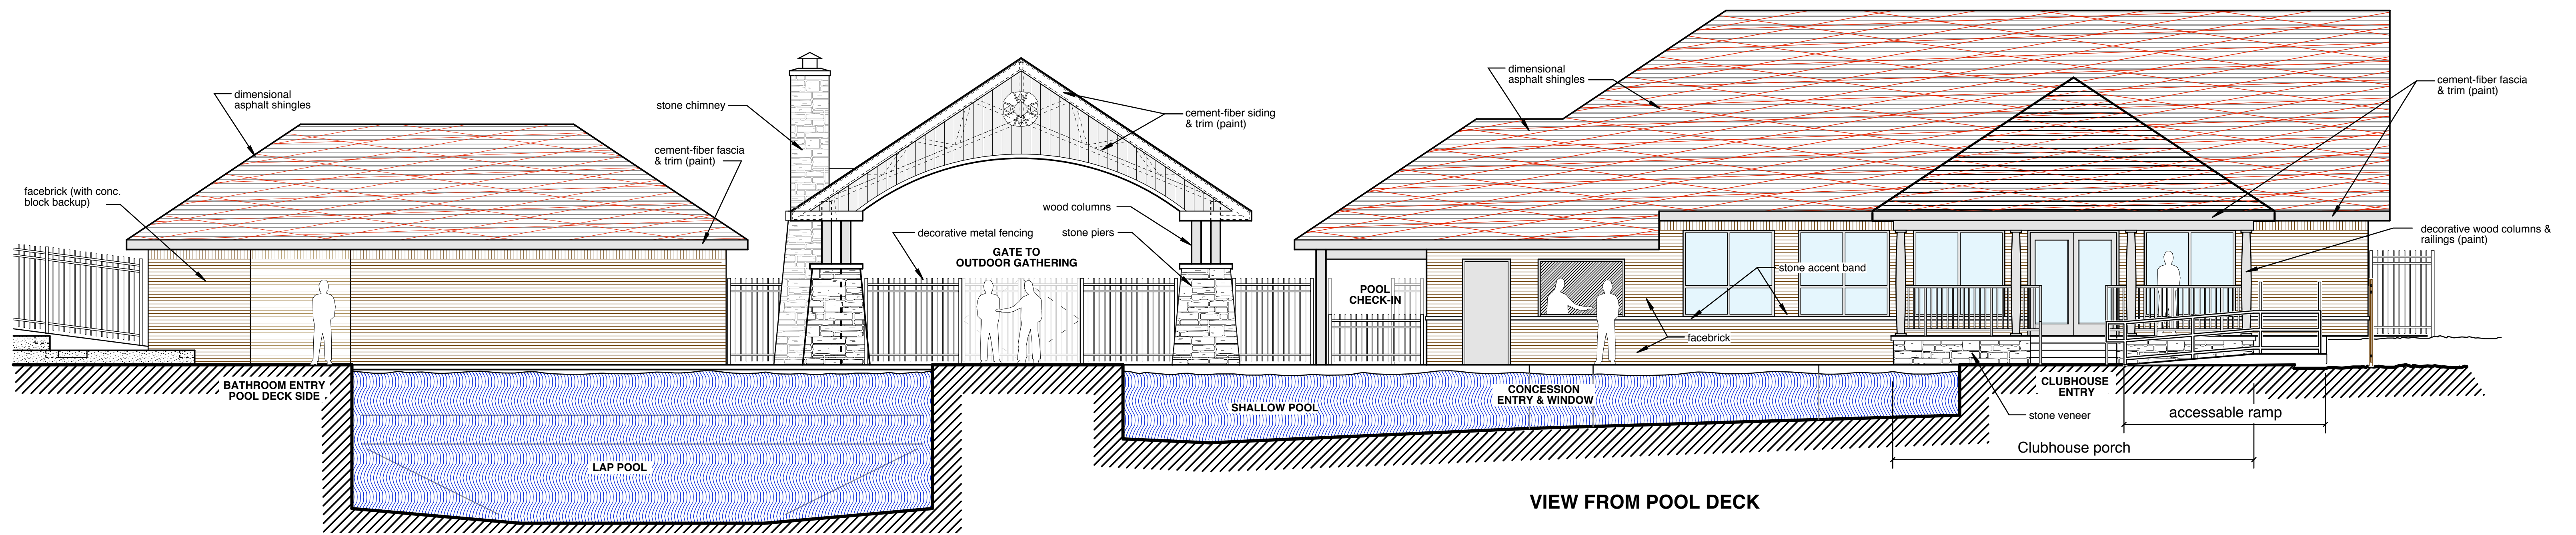 dimensional
asphalt shingles
facebrick (with conc.
block backup)
cement-fiber fascia
& trim (paint)
stone chimney
cement-fiber siding
& trim (paint)
wood columns
stone piers
decorative metal fencing
GATE TO
OUTDOOR GATHERING
BATHROOM ENTRY
POOL DECK SIDE
LAP POOL
dimensional
asphalt shingles
cement-fiber fascia
& trim (paint)
decorative wood columns &
railings (paint)
POOL
CHECK-IN
stone accent band
facebrick
SHALLOW POOL
CONCESSION
ENTRY & WINDOW
CLUBHOUSE
ENTRY
stone veneer
accessable ramp
Clubhouse porch
VIEW FROM POOL DECK